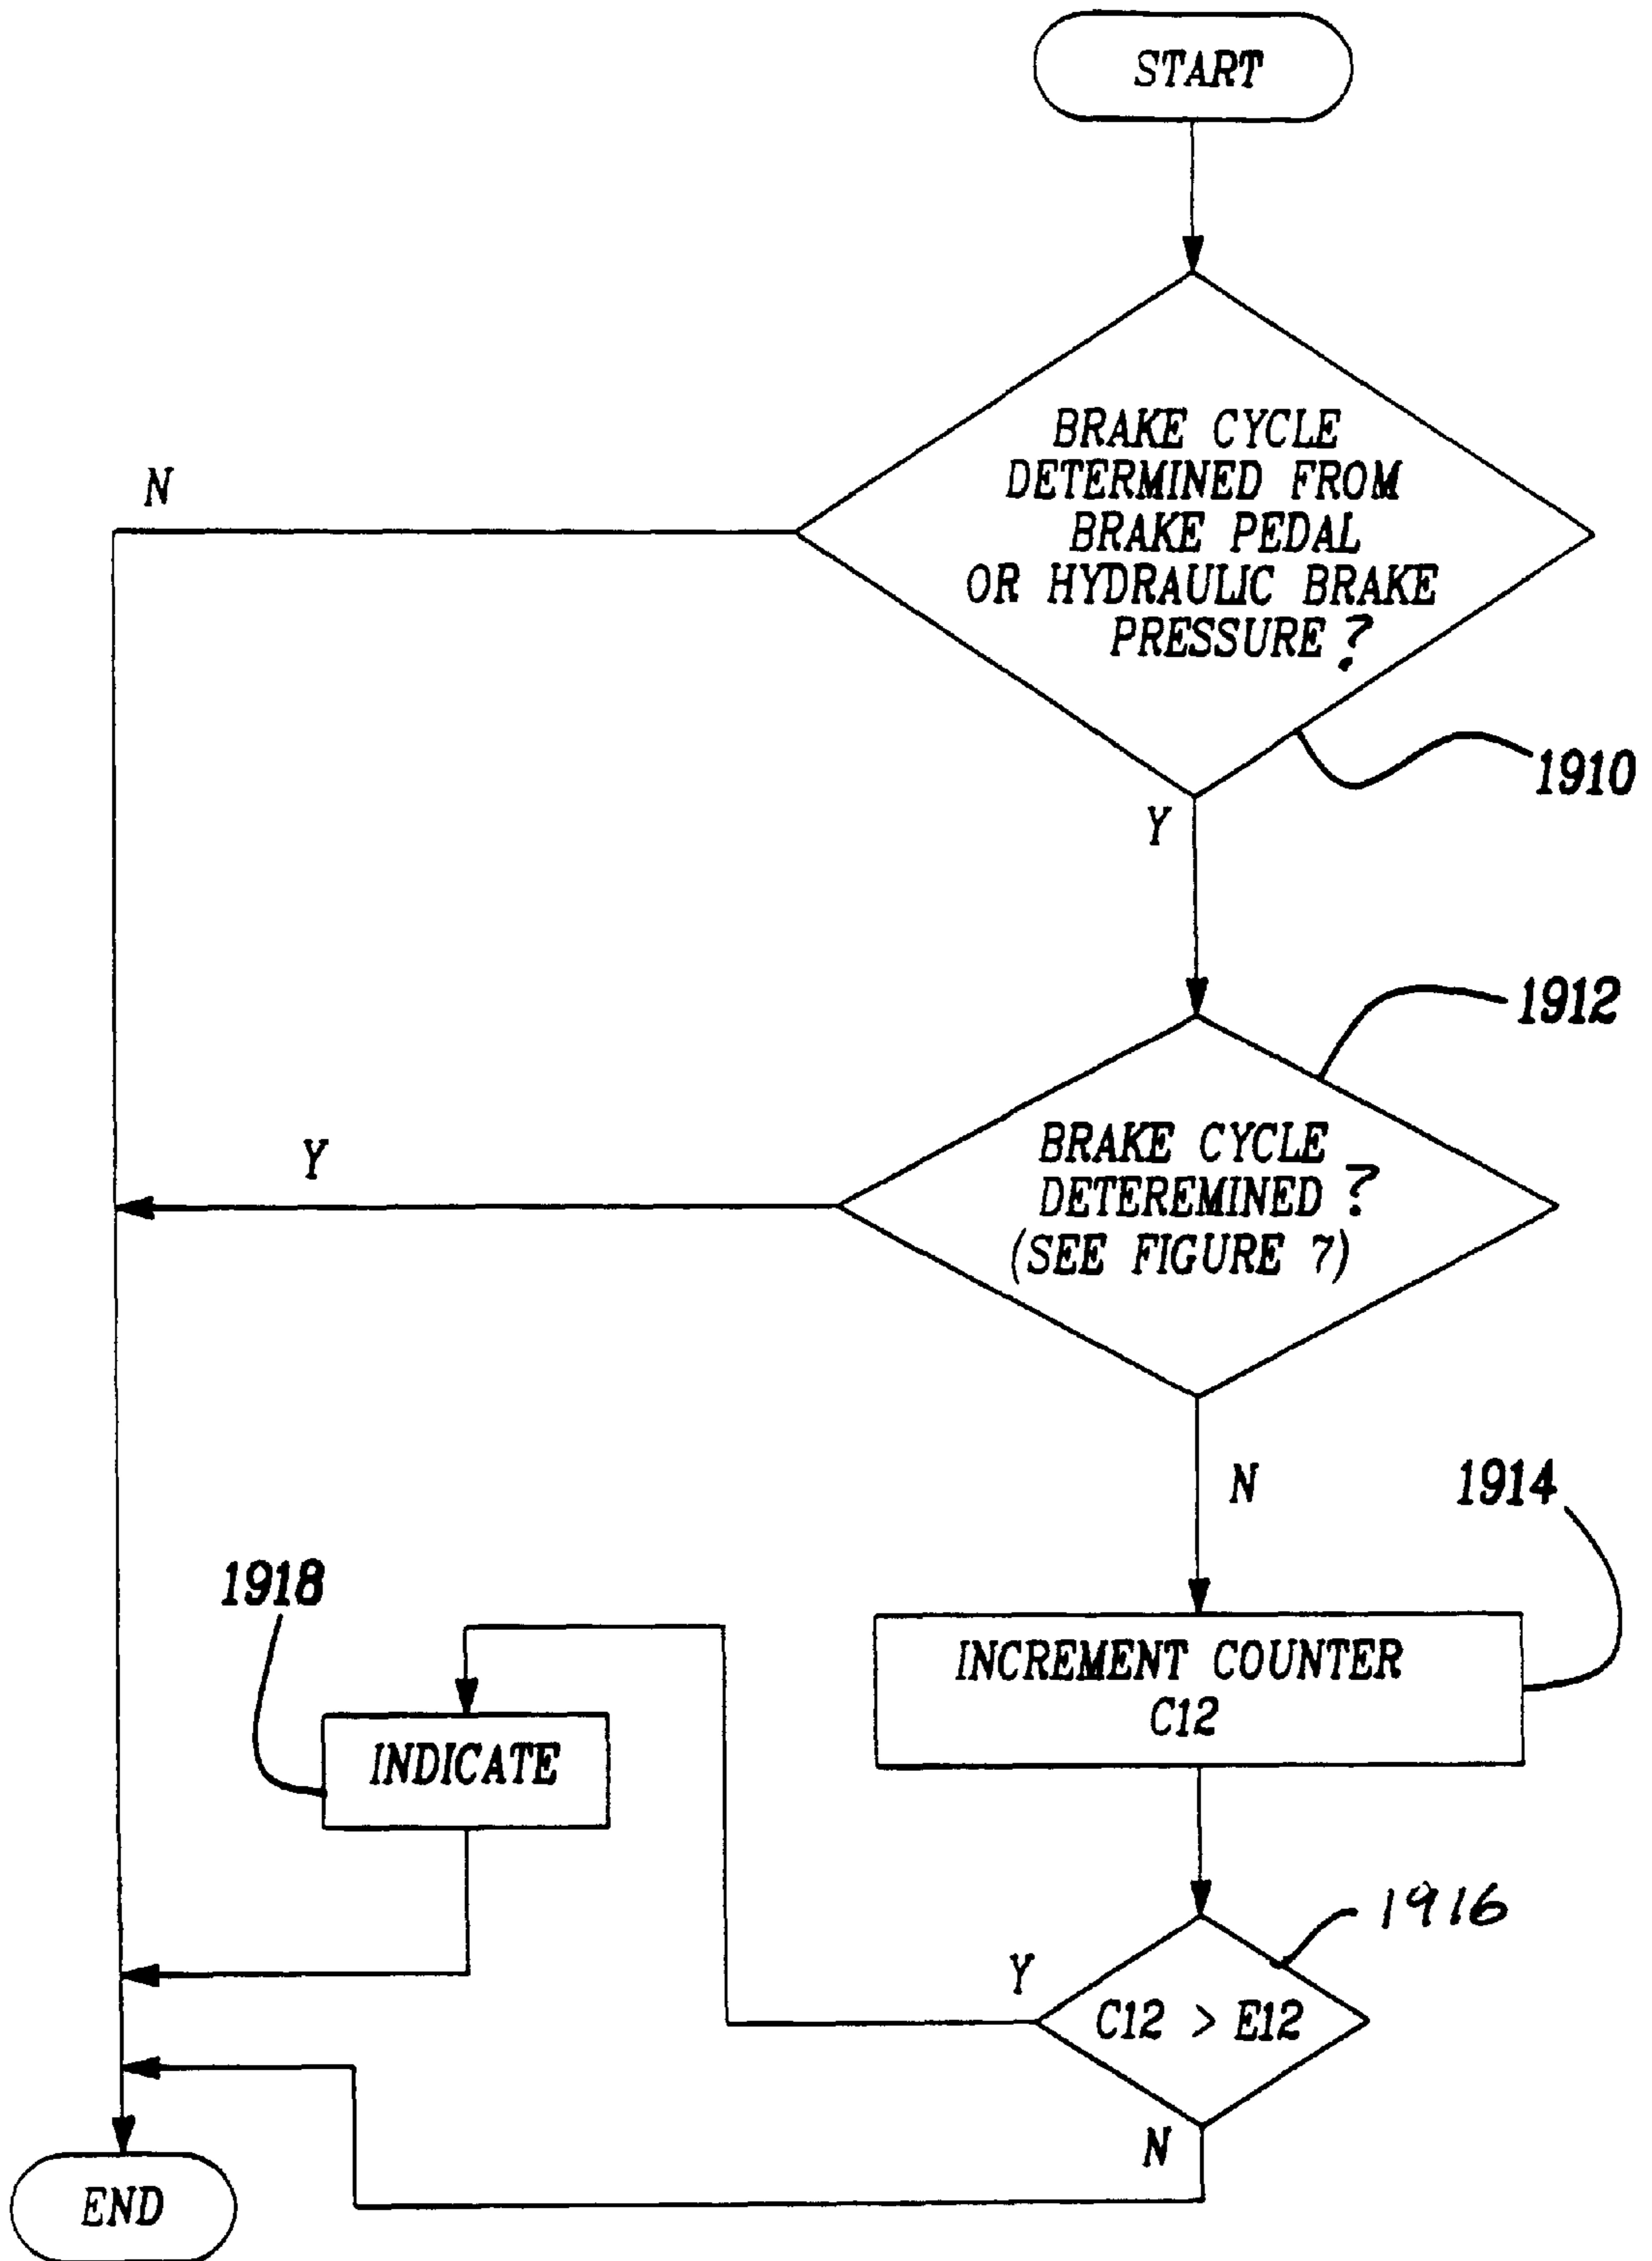 START
BRAKE CYCLE
DETERMINED FROM
BRAKE PEDAL
OR HYDRAULIC BRAKE
PRESSURE?
N
1910
Y
1912
BRAKE CYCLE
DETEREMINED?
(SEE FIGURE 7)
Y
N
1914
1918
INCREMENT COUNTER
C12
INDICATE
1916
Y
C12 > E12
N
END